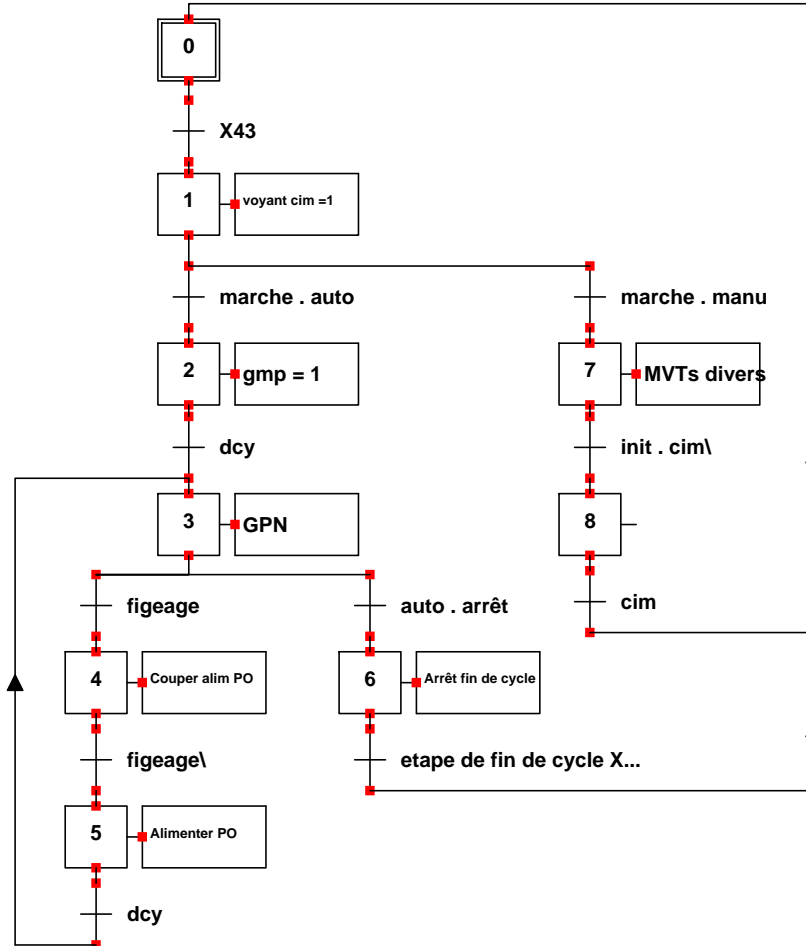 0
X43
1
voyant cim =1
marche . auto
marche . manu
2
gmp = 1
7
MVTs divers
dcy
init . cim\
3
GPN
8
figeage
auto . arrêt
cim
4
Couper alim PO
6
Arrêt fin de cycle
figeage\
etape de fin de cycle X...
5
Alimenter PO
dcy